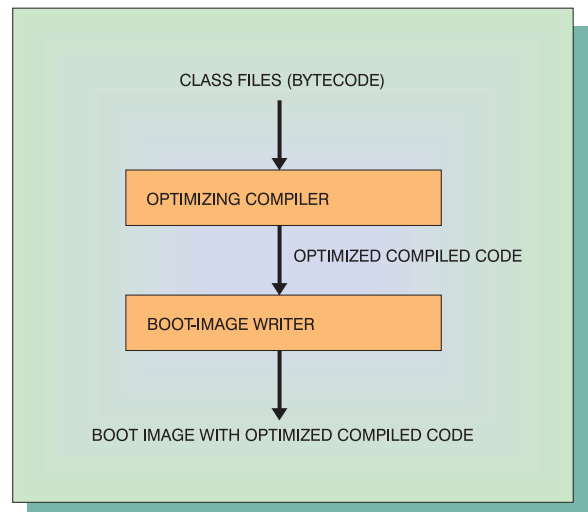 CLASS FILES (BYTECODE)
OPTIMIZING COMPILER
OPTIMIZED COMPILED CODE
BOOT-IMAGE WRITER
BOOT IMAGE WITH OPTIMIZED COMPILED CODE